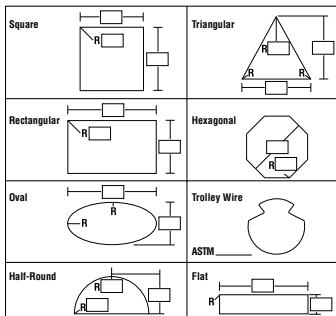 Square
R
Triangular
R
R
R
Rectangular
R
Hexagonal
R
Oval
R
R
Trolley Wire
ASTM
Half-Round
R
R
Flat
R